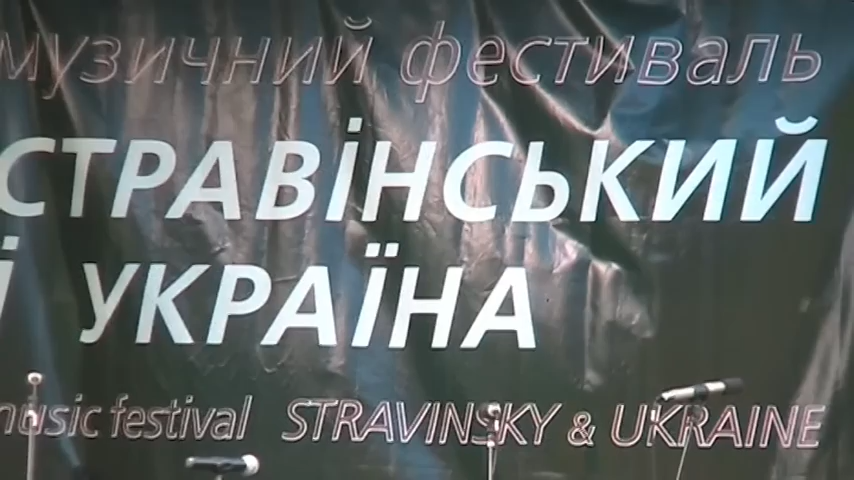 музичний фестиваль
СТРАВІНСЬКИЙ
і УКРАЇНА
music festival STRAVINSKY & UKRAINE